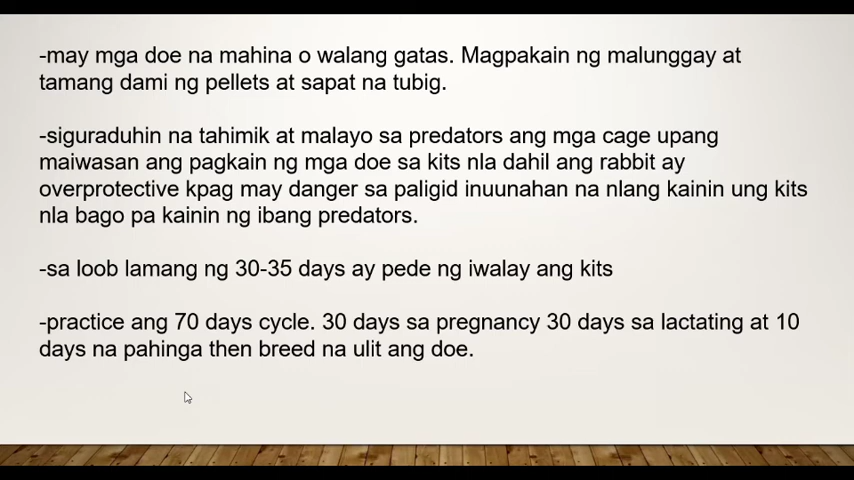 -may mga doe na mahina o walang gatas. Magpakain ng malunggay at
tamang dami ng pellets at sapat na tubig.
-siguraduhin na tahimik at malayo sa predators ang mga cage upang
maiwasan ang pagkain ng mga doe sa kits nla dahil ang rabbit ay
overprotective kpag may danger sa paligid inuunahan na nlang kainin ung kits
nla bago pa kainin ng ibang predators.
-sa loob lamang ng 30-35 days ay pede ng iwalay ang kits
-practice ang 70 days cycle. 30 days sa pregnancy 30 days sa lactating at 10
days na pahinga then breed na ulit ang doe.